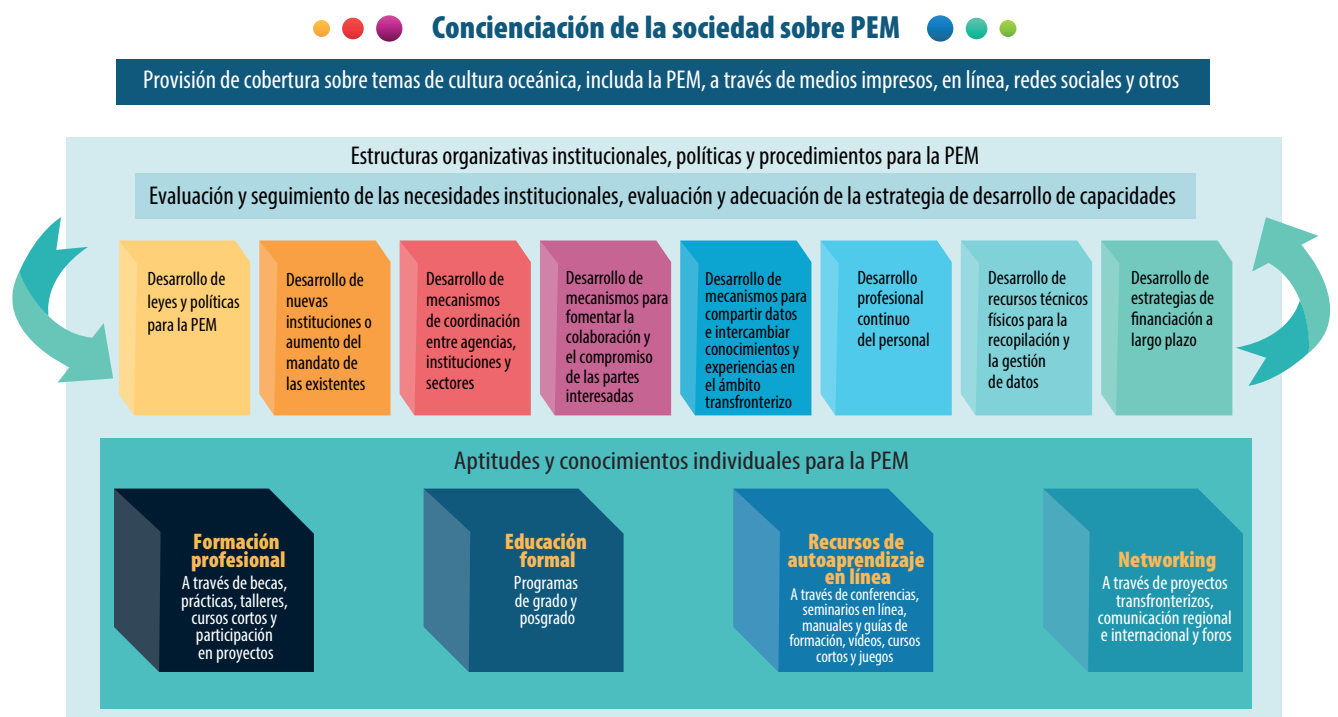 Concienciación de la sociedad sobre PEM
Provisión de cobertura sobre temas de cultura oceánica, includa la PEM, a través de medios impresos, en línea, redes sociales y otros
Estructuras organizativas institucionales, políticas y procedimientos para la PEM
Evaluación y seguimiento de las necesidades institucionales, evaluación y adecuación de la estrategia de desarrollo de capacidades
Desarrollo de
leyes y políticas
para la PEM
Desarrollo de
nuevas
instituciones o
aumento del
mandato de
las existentes
Desarrollo de
mecanismos
de coordinación
entre agencias,
instituciones y
sectores
Desarrollo de
mecanismos para
fomentar la
colaboración y
el compromiso
de las partes
interesadas
Desarrollo de
mecanismos para
compartir datos
e intercambiar
conocimientos y
experiencias en
el ámbito
transfronterizo
Desarrollo
profesional
continuo
del personal
Desarrollo de
recursos técnicos
físicos para la
recopilación y
la gestión
de datos
Desarrollo de
estrategias de
financiación a
largo plazo
Aptitudes y conocimientos individuales para la PEM
Formación
profesional
A través de becas,
prácticas, talleres,
cursos cortos y
participación
en proyectos
Educación
formal
Programas
de grado y
posgrado
Recursos de
autoaprendizaje
en línea
A través de conferencias,
seminarios en línea,
manuales y guías de
formación, vídeos, cursos
cortos y juegos
Networking
A través de proyectos
transfronterizos,
comunicación regional
e internacional y foros